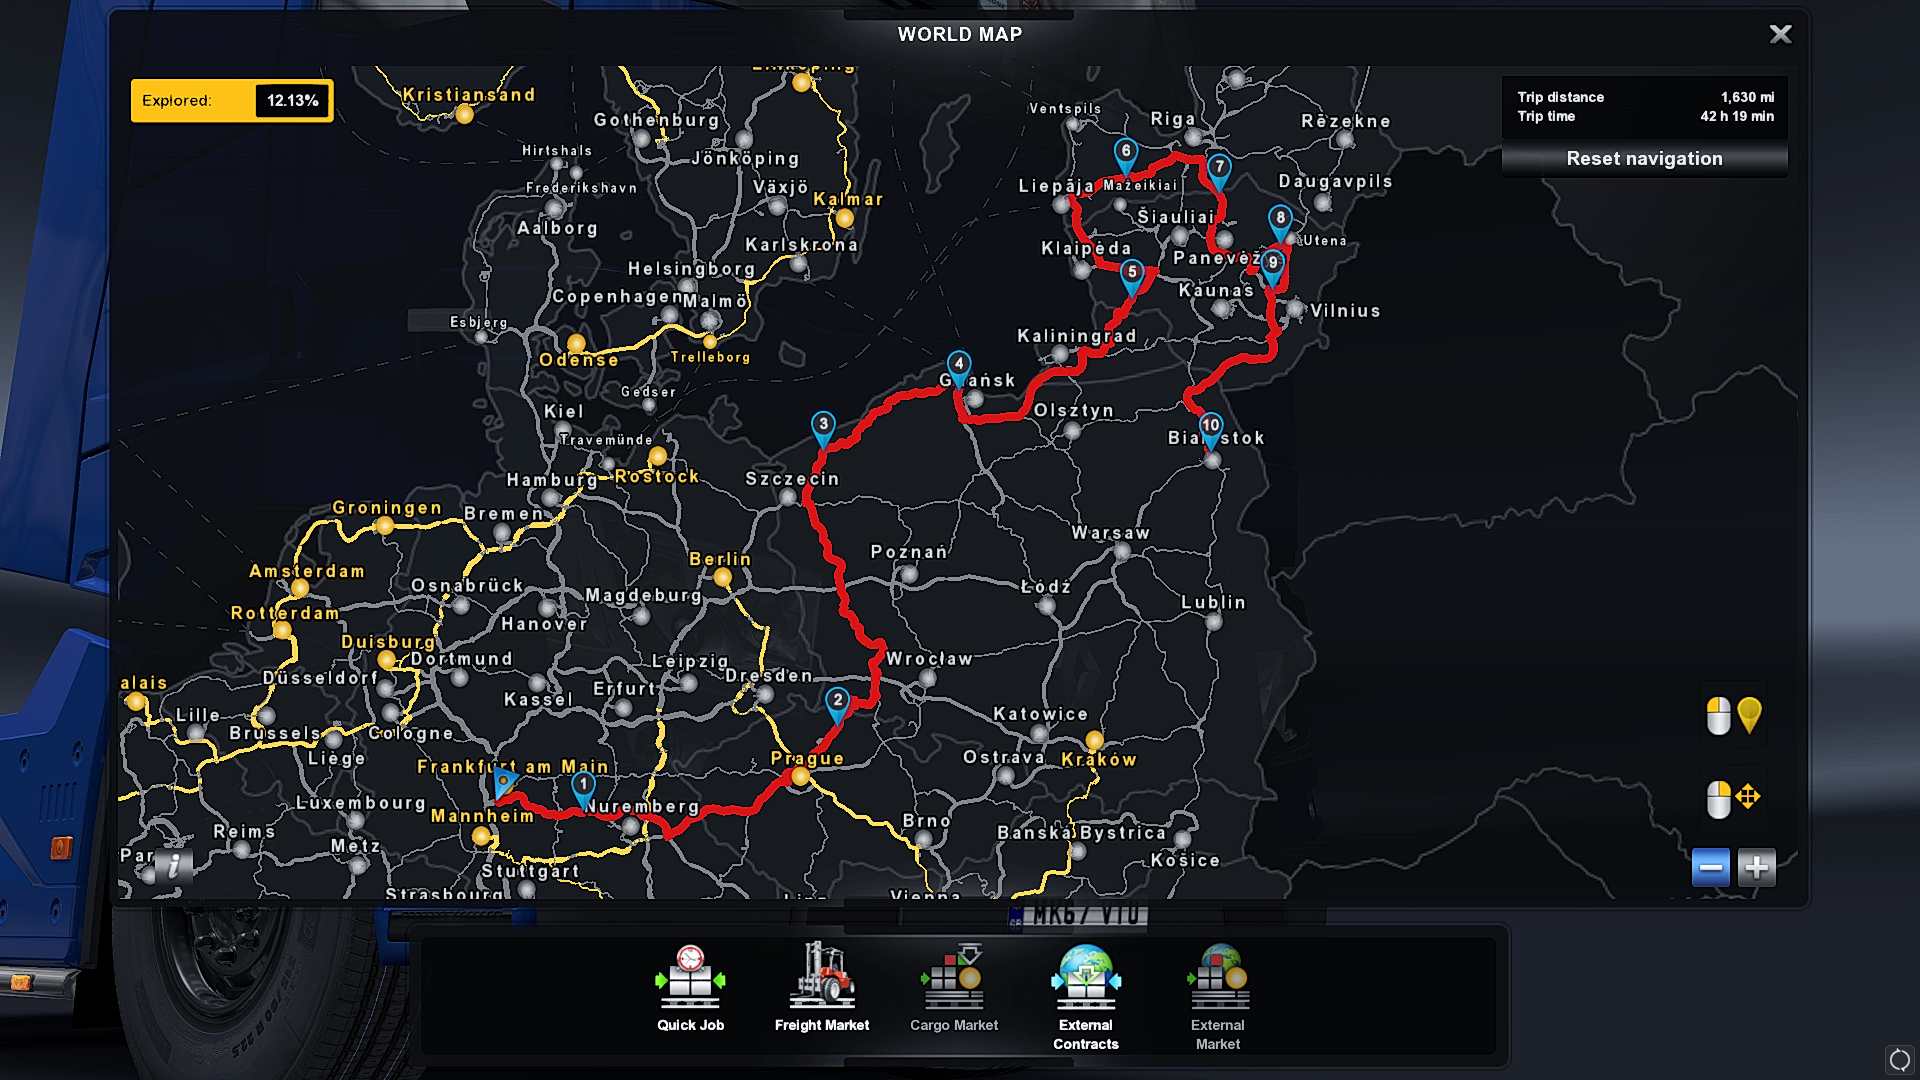 WORLD MAP
Explored: 12.13%
Trip distance 1,630 mi
Trip time 42 h 19 min
Reset navigation
Kristiansand
Gothenburg
Ventspils
Riga
Rēzekne
Hirtshals
Jönköping
6
7
Frederikshavn
Växjö
Kalmar
Liepāja
Mažeikiai
Daugavpils
Aalborg
Šiauliai
8
Karlskrona
Klaipėda
Utena
Helsingborg
5
Panevėž
9
Copenhagen
Malmö
Kaunas
Vilnius
Esbjerg
Kaliningrad
Odense
Trelleborg
4
Gdańsk
Gedser
Kiel
Olsztyn
3
10
Travemünde
Białystok
Hamburg
Rostock
Szczecin
Groningen
Bremen
Warsaw
Poznań
Berlin
Amsterdam
Osnabrück
Magdeburg
Łódź
Rotterdam
Hanover
Lublin
Duisburg
Dortmund
Leipzig
Wrocław
Düsseldorf
Dresden
alais
Kassel
Erfurt
2
Lille
Katowice
Brussels
Cologne
Liège
Prague
Ostrava
Kraków
Frankfurt am Main
1
Luxembourg
Nuremberg
Mannheim
Brno
Reims
Banská Bystrica
Metz
Par
i
Košice
Stuttgart
Strasbourg
Vienna
MK67 VTU
GB
Quick Job
Freight Market
Cargo Market
External Contracts
External Market